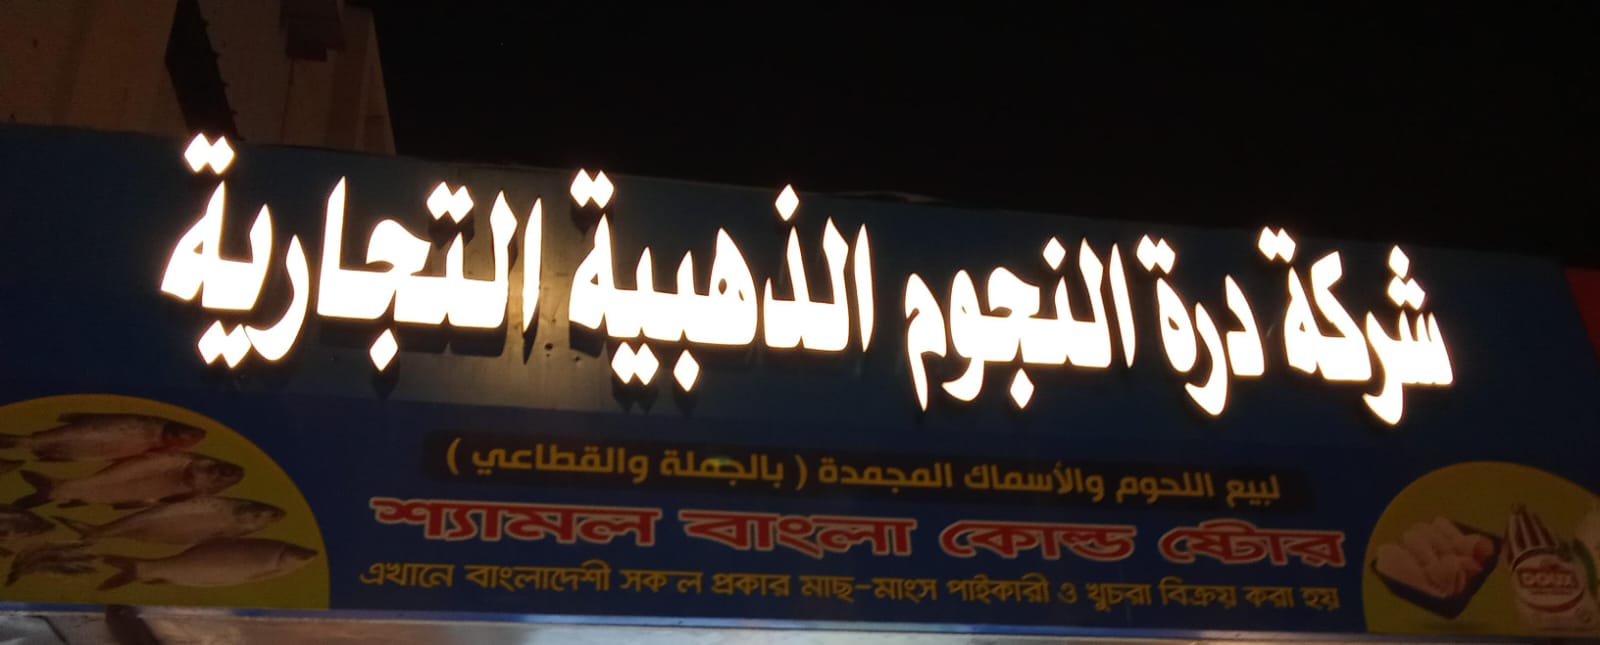 شركة درة النجوم الذهبية التجارية
لبيع اللحوم والأسماك المجمدة ( بالجملة والقطاعي )
শ্যামল বাংলা কোল্ড ষ্টোর
এখানে বাংলাদেশী সকল প্রকার মাছ-মাংস পাইকারী ও খুচরা বিক্রয় করা হয়
DOUX